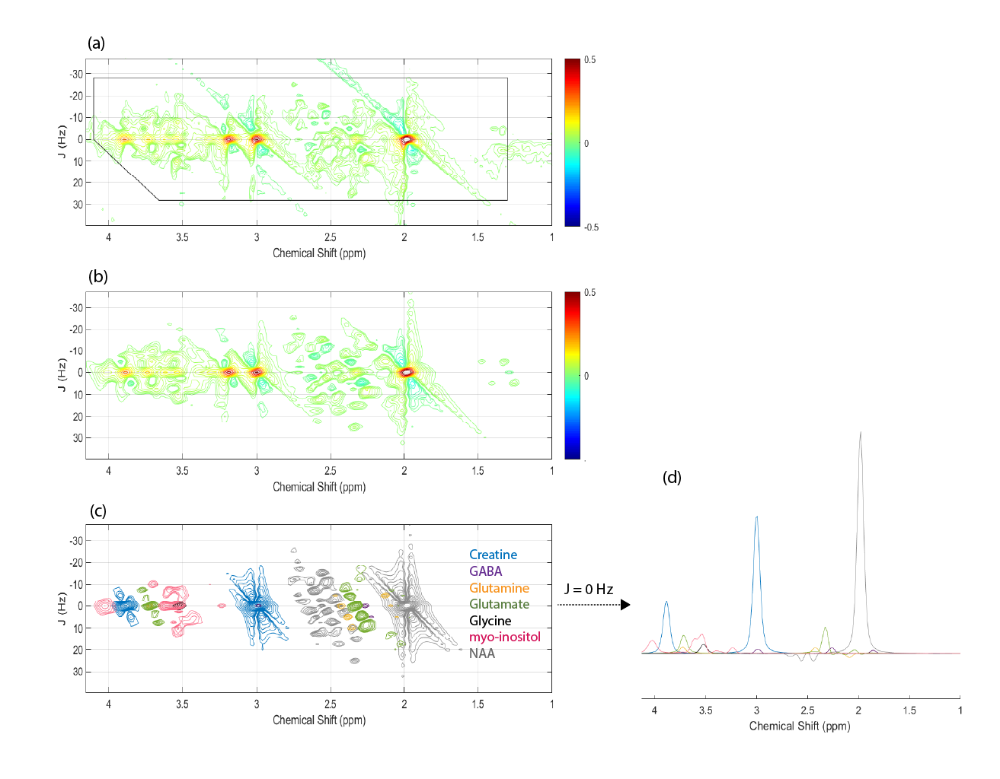 (a)
-30
-20
-10
0
10
20
30
J (Hz)
4
3.5
3
2.5
2
1.5
1
Chemical Shift (ppm)
0.5
0
-0.5
(b)
-30
-20
-10
0
10
20
30
J (Hz)
4
3.5
3
2.5
2
1.5
1
Chemical Shift (ppm)
0.5
0
(c)
-30
-20
-10
0
10
20
30
J (Hz)
4
3.5
3
2.5
2
1.5
1
Chemical Shift (ppm)
Creatine
GABA
Glutamine
Glutamate
Glycine
myo-inositol
NAA
J = 0 Hz
(d)
4
3.5
3
2.5
2
1.5
1
Chemical Shift (ppm)